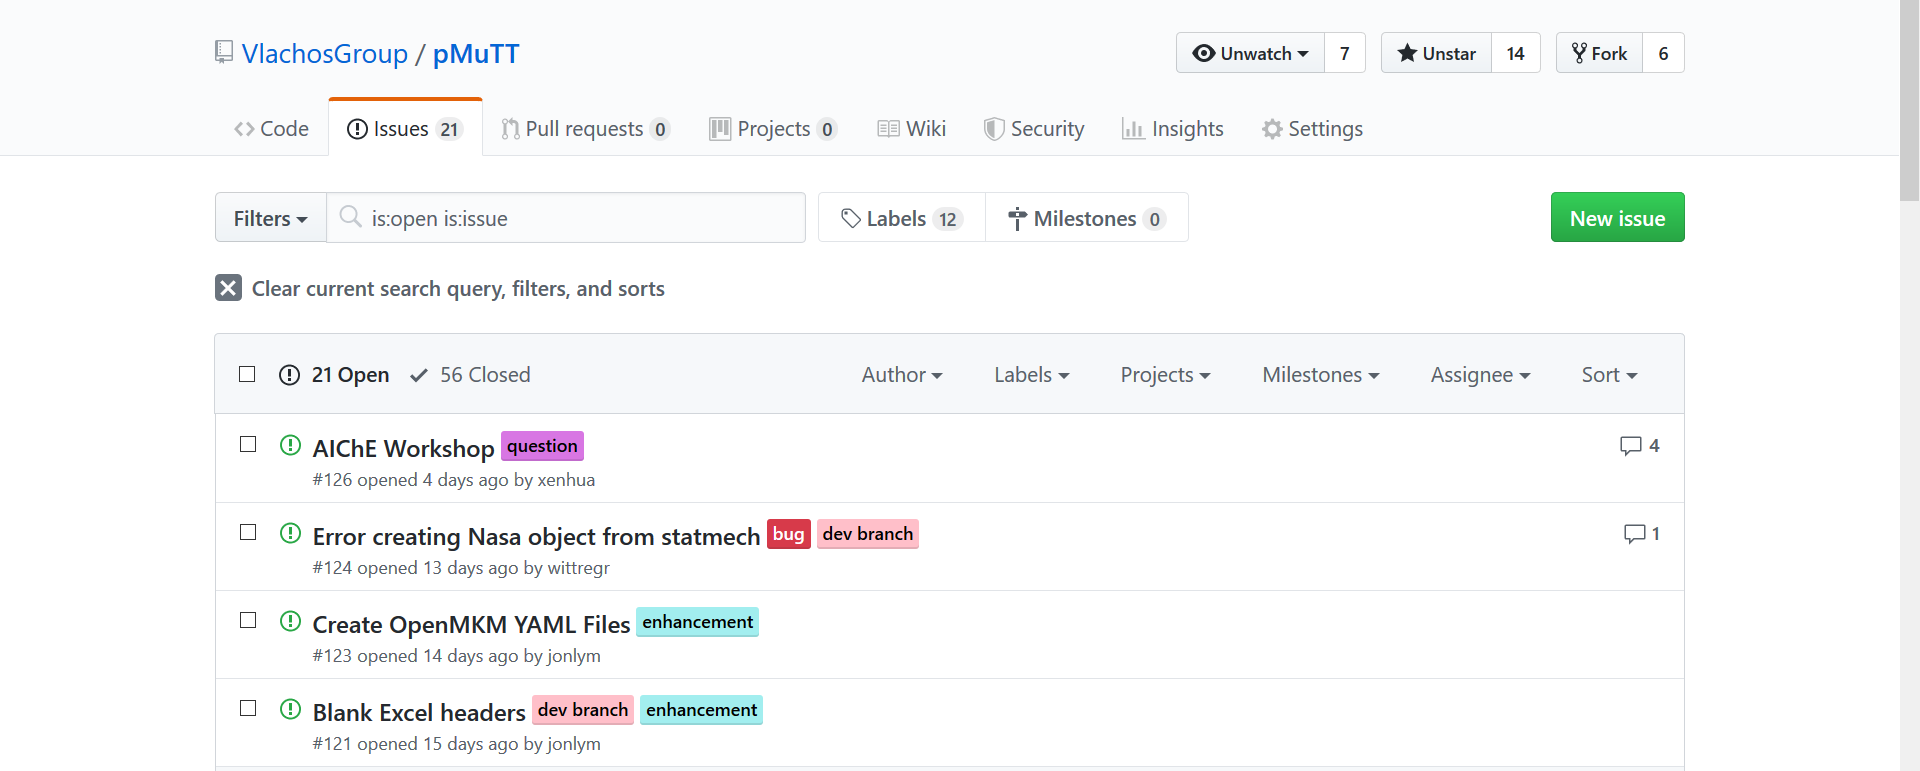 VlachosGroup / pMuTT
Unwatch 7 Unstar 14 Fork 6
Code Issues 21 Pull requests 0 Projects 0 Wiki Security Insights Settings
Filters is:open is:issue Labels 12 Milestones 0 New issue
Clear current search query, filters, and sorts
21 Open 56 Closed Author Labels Projects Milestones Assignee Sort
AIChE Workshop question 4
#126 opened 4 days ago by xenhua
Error creating Nasa object from statmech bug dev branch 1
#124 opened 13 days ago by wittregr
Create OpenMKM YAML Files enhancement
#123 opened 14 days ago by jonlym
Blank Excel headers dev branch enhancement
#121 opened 15 days ago by jonlym